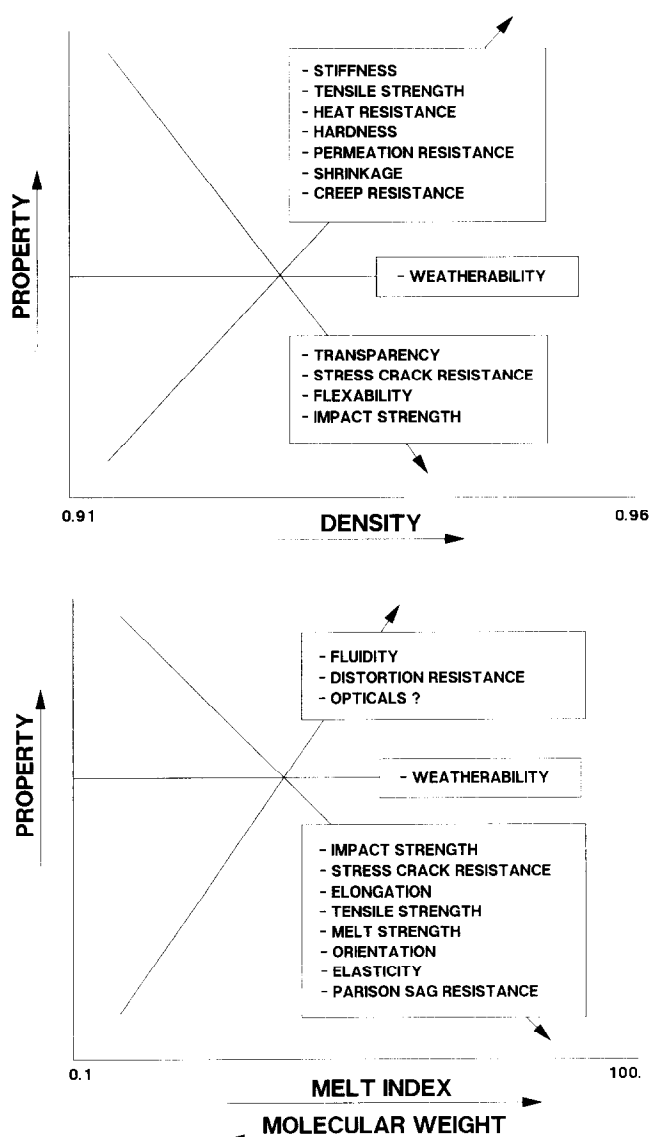 - STIFFNESS
- TENSILE STRENGTH
- HEAT RESISTANCE
- HARDNESS
- PERMEATION RESISTANCE
- SHRINKAGE
- CREEP RESISTANCE
PROPERTY
- WEATHERABILITY
- TRANSPARENCY
- STRESS CRACK RESISTANCE
- FLEXABILITY
- IMPACT STRENGTH
0.91
0.96
DENSITY
- FLUIDITY
- DISTORTION RESISTANCE
- OPTICALS ?
PROPERTY
- WEATHERABILITY
- IMPACT STRENGTH
- STRESS CRACK RESISTANCE
- ELONGATION
- TENSILE STRENGTH
- MELT STRENGTH
- ORIENTATION
- ELASTICITY
- PARISON SAG RESISTANCE
0.1
100.
MELT INDEX
MOLECULAR WEIGHT